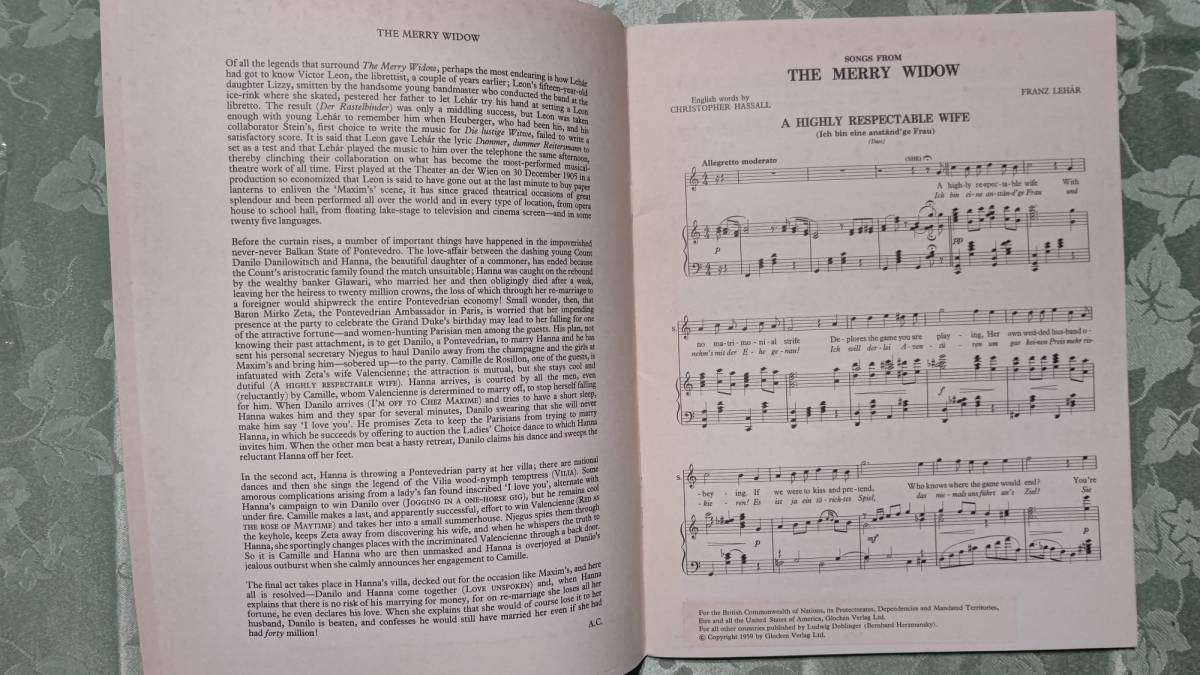 THE MERRY WIDOW
Of all the legends that surround The Merry Widow, perhaps the most endearing is how Lehár
had got to know Victor Leon, the librettist, a couple of years earlier; Leon's fifteen-year-old
daughter Lizzy, smitten by the handsome young bandmaster who conducted the band at the
ice-rink where she skated, pestered her father to let Lehár try his hand at setting a Leon
libretto. The result (Der Rastelbinder) was only a middling success, but Leon was taken
enough with young Lehár to remember him when Heuberger, who had been his, and his
collaborator Stein's, first choice to write the music for Die lustige Witwe, failed to write a
satisfactory score. It is said that Leon gave Lehár the lyric Dummer, dummer Reitersmann to
set as a test and that Lehár played the music to him over the telephone the same afternoon,
thereby clinching their collaboration on what has become the most-performed musical-
theatre work of all time. First played at the Theater an der Wien on 30 December 1905 in a
production so economized that Leon is said to have gone out at the last minute to buy paper
lanterns to enliven the 'Maxim's' scene, it has since graced theatrical occasions of great
splendour and been performed all over the world and in every type of location, from opera
house to school hall, from floating lake-stage to television and cinema screen—and in some
twenty five languages.
Before the curtain rises, a number of important things have happened in the impoverished
never-never Balkan State of Pontevedro. The love-affair between the dashing young Count
Danilo Danilowitsch and Hanna, the beautiful daughter of a commoner, has ended because
the Count's aristocratic family found the match unsuitable; Hanna was caught on the rebound
by the wealthy banker Glawari, who married her and then obligingly died after a week,
leaving her the heiress to twenty million crowns, the loss of which through her re-marriage to
a foreigner would shipwreck the entire Pontevedrian economy! Small wonder, then, that
Baron Mirko Zeta, the Pontevedrian Ambassador in Paris, is worried that her impending
presence at the party to celebrate the Grand Duke's birthday may lead to her falling for one
of the attractive fortune—and women-hunting Parisian men among the guests. His plan, not
knowing their past attachment, is to get Danilo, a Pontevedrian, to marry Hanna and he has
sent his personal secretary Njegus to haul Danilo away from the champagne and the girls at
Maxim's and bring him—sobered up—to the party. Camille de Rosillon, one of the guests, is
infatuated with Zeta's wife Valencienne; the attraction is mutual, but she stays cool and
dutiful (A HIGHLY RESPECTABLE WIFE). Hanna arrives, is courted by all the men, even
(reluctantly) by Camille, whom Valencienne is determined to marry off, to stop herself falling
for him. When Danilo arrives (I'M OFF TO CHEZ MAXIME) and tries to have a short sleep,
Hanna wakes him and they spar for several minutes, Danilo swearing that she will never
make him say 'I love you'. He promises Zeta to keep the Parisians from trying to marry
Hanna, in which he succeeds by offering to auction the Ladies' Choice dance to which Hanna
invites him. When the other men beat a hasty retreat, Danilo claims his dance and sweeps the
reluctant Hanna off her feet.
In the second act, Hanna is throwing a Pontevedrian party at her villa; there are national
dances and then she sings the legend of the Vilia wood-nymph temptress (VILIA). Some
amorous complications arising from a lady's fan found inscribed 'I love you', alternate with
Hanna's campaign to win Danilo over (JOGGING IN A ONE-HORSE GIG), but he remains cool
under fire. Camille makes a last, and apparently successful, effort to win Valencienne (RED AS
THE ROSE OF MAYTIME) and takes her into a small summerhouse. Njegus spies them through
the keyhole, keeps Zeta away from discovering his wife, and when he whispers the truth to
Hanna, she sportingly changes places with the incriminated Valencienne through a back door.
So it is Camille and Hanna who are then unmasked and Hanna is overjoyed at Danilo's
jealous outburst when she calmly announces her engagement to Camille.
The final act takes place in Hanna's villa, decked out for the occasion like Maxim's, and here
all is resolved—Danilo and Hanna come together (LOVE UNSPOKEN) and, when Hanna
explains that there is no risk of his marrying for money, for on re-marriage she loses all her
fortune, he even declares his love. When she explains that she would of course lose it to her
husband, Danilo is beaten, and confesses he would still have married her even if she had
had forty million!
A.C.
SONGS FROM
THE MERRY WIDOW
English words by
CHRISTOPHER HASSALL
FRANZ LEHÁR
A HIGHLY RESPECTABLE WIFE
(Ich bin eine anständ'ge Frau)
(Duet)
Allegretto moderato
(SHE)
A high-ly re-spec-ta-ble wife With
Ich bin ei-ne an-stän-d'ge Frau und
p
pp
S.
no ma-tri-mo-ni-al strife De-plores the game you are play-ing, Her own wed-ded hus-band o-
nehm's mit der E-he ge-nau! Ich will der-lei A-ven-tü-ren um gar kei-nen Preis mehr ris-
f
S.
-bey-ing. If we were to kiss and pre-tend, Who knows where the game would end? You're
kie-ren! Es ist ja ein tö-rich-tes Spiel, das nie-mals uns führt an's Ziel! Sie
p
mf
p
For the British Commonwealth of Nations, its Protectorates, Dependencies and Mandated Territories,
Eire and all the United States of America, Glocken Verlag Ltd.
For all other countries published by Ludwig Doblinger (Bernhard Herzmansky).
© Copyright 1959 by Glocken Verlag Ltd.